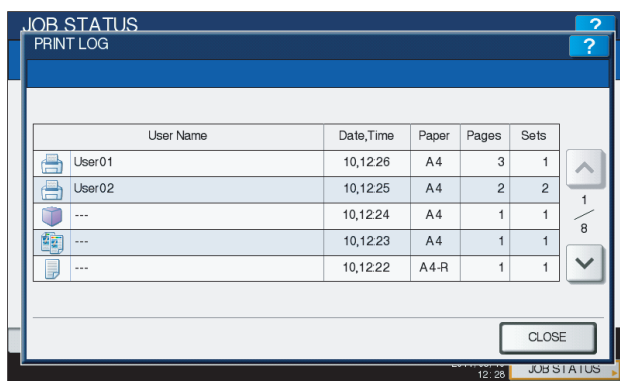 JOB STATUS ?
PRINT LOG ?
User Name Date,Time Paper Pages Sets
User01 10,12:26 A4 3 1
User02 10,12:25 A4 2 2
--- 10,12:24 A4 1 1
--- 10,12:23 A4 1 1
--- 10,12:22 A4-R 1 1
1
8
CLOSE
12:26 JOB STATUS